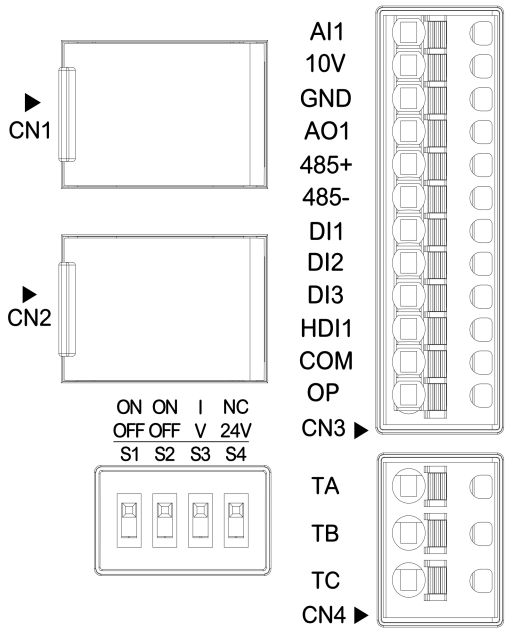 CN1
CN2
ON ON I NC
OFF OFF V 24V
S1 S2 S3 S4
AI1
10V
GND
AO1
485+
485-
DI1
DI2
DI3
HDI1
COM
OP
CN3
TA
TB
TC
CN4